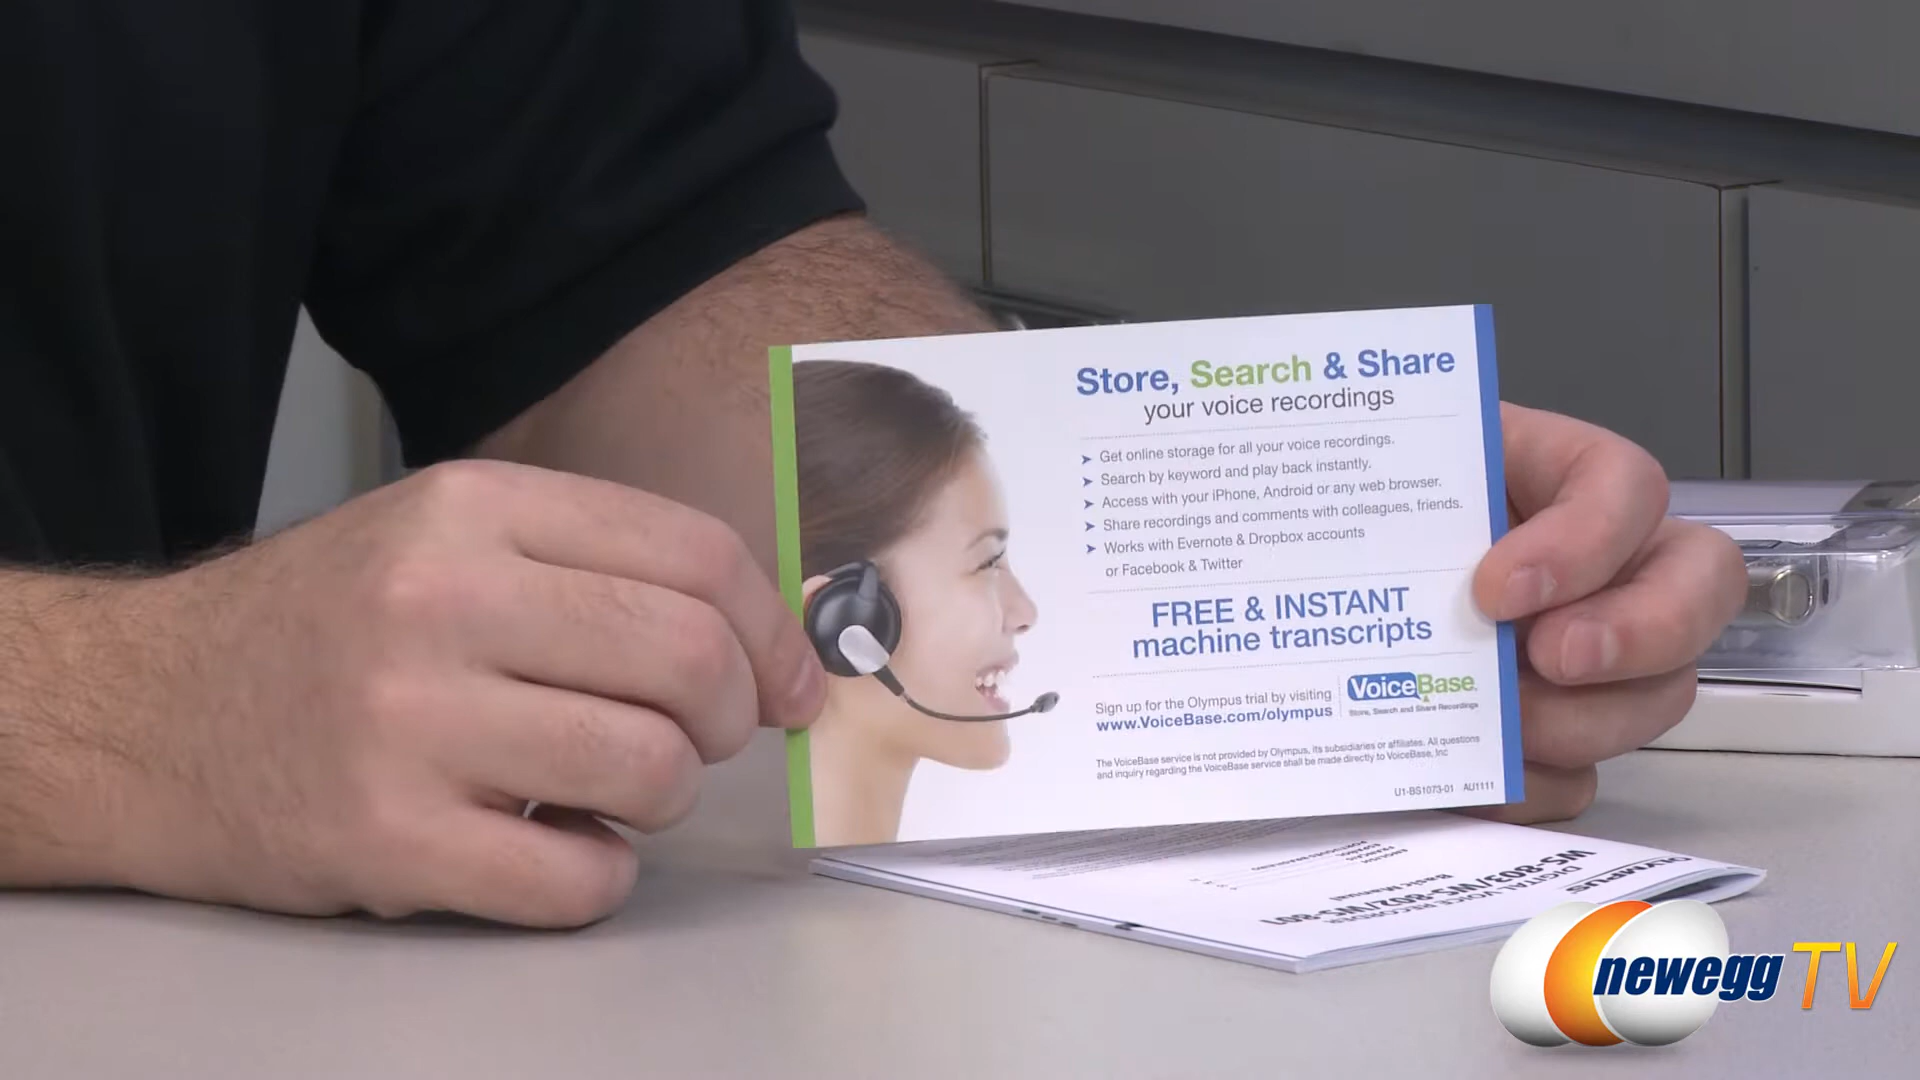 Store, Search & Share
your voice recordings
Get online storage for all your voice recordings.
Search by keyword and play back instantly.
Access with your iPhone, Android or any web browser.
Share recordings and comments with colleagues, friends.
Works with Evernote & Dropbox accounts
or Facebook & Twitter
FREE & INSTANT
machine transcripts
Sign up for the Olympus trial by visiting
www.VoiceBase.com/olympus
VoiceBase
Store, Search and Share Recordings
The VoiceBase service is not provided by Olympus, its subsidiaries or affiliates. All questions
and inquiry regarding the VoiceBase service shall be made directly to VoiceBase, Inc
U1-BS1073-01 AU1111
OLYMPUS
DIGITAL VOICE RECORDER
WS-803/WS-802/WS-801
Basic Manual
ENGLISH
FRANÇAIS
ESPAÑOL
newegg TV